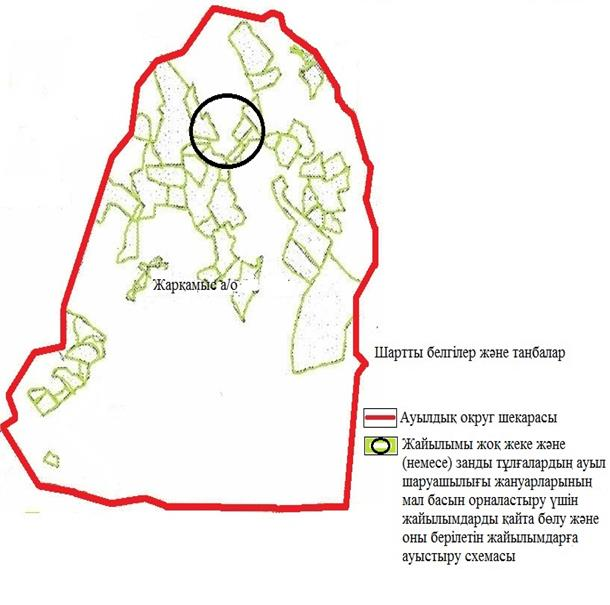 Жарқамыс а/о
Шартты белгілер және таңбалар
Ауылдық округ шекарасы
Жайылымы жоқ жеке және
(немесе) занды тұлғалардың ауыл
шаруашылығы жануарларының
мал басын орналастыру үшін
жайылымдарды қайта бөлу және
оны берілетін жайылымдарға
ауыстыру схемасы